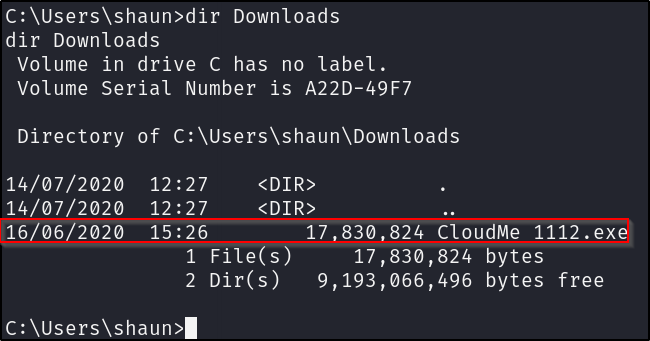 C:\Users\shaun>dir Downloads
dir Downloads
 Volume in drive C has no label.
 Volume Serial Number is A22D-49F7

 Directory of C:\Users\shaun\Downloads

14/07/2020  12:27    <DIR>          .
14/07/2020  12:27    <DIR>          ..
16/06/2020  15:26        17,830,824 CloudMe_1112.exe
               1 File(s)     17,830,824 bytes
               2 Dir(s)   9,193,066,496 bytes free

C:\Users\shaun>